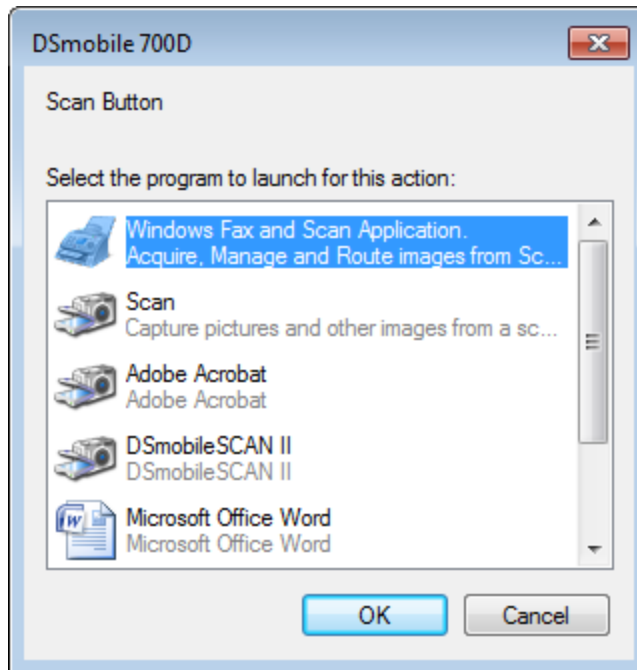 DSmobile 700D
Scan Button
Select the program to launch for this action:
Windows Fax and Scan Application.
Acquire, Manage and Route images from Sc...
Scan
Capture pictures and other images from a sc...
Adobe Acrobat
Adobe Acrobat
DSmobileSCAN II
DSmobileSCAN II
Microsoft Office Word
Microsoft Office Word
OK
Cancel